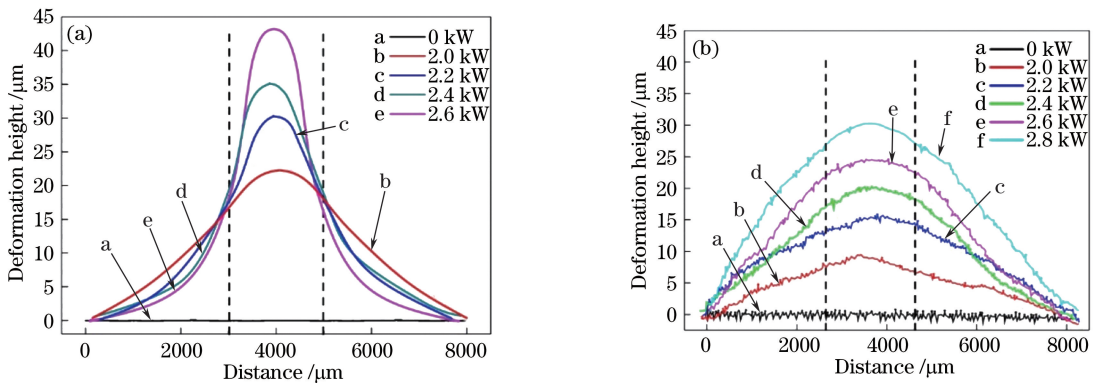 (a)
45
40
35
30
25
20
15
10
5
0
Deformation height /μm
a 0 kW
b 2.0 kW
c 2.2 kW
d 2.4 kW
e 2.6 kW
c
d
b
e
a
0 2000 4000 6000 8000
Distance /μm
(b)
45
40
35
30
25
20
15
10
5
0
Deformation height /μm
a 0 kW
b 2.0 kW
c 2.2 kW
d 2.4 kW
e 2.6 kW
f 2.8 kW
e
f
d
c
b
a
0 2000 4000 6000 8000
Distance /μm